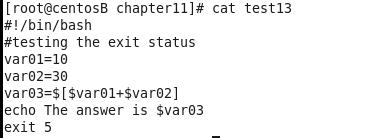 [root@centosB chapter11]# cat test13
#!/bin/bash
#testing the exit status
var01=10
var02=30
var03=$[$var01+$var02]
echo The answer is $var03
exit 5